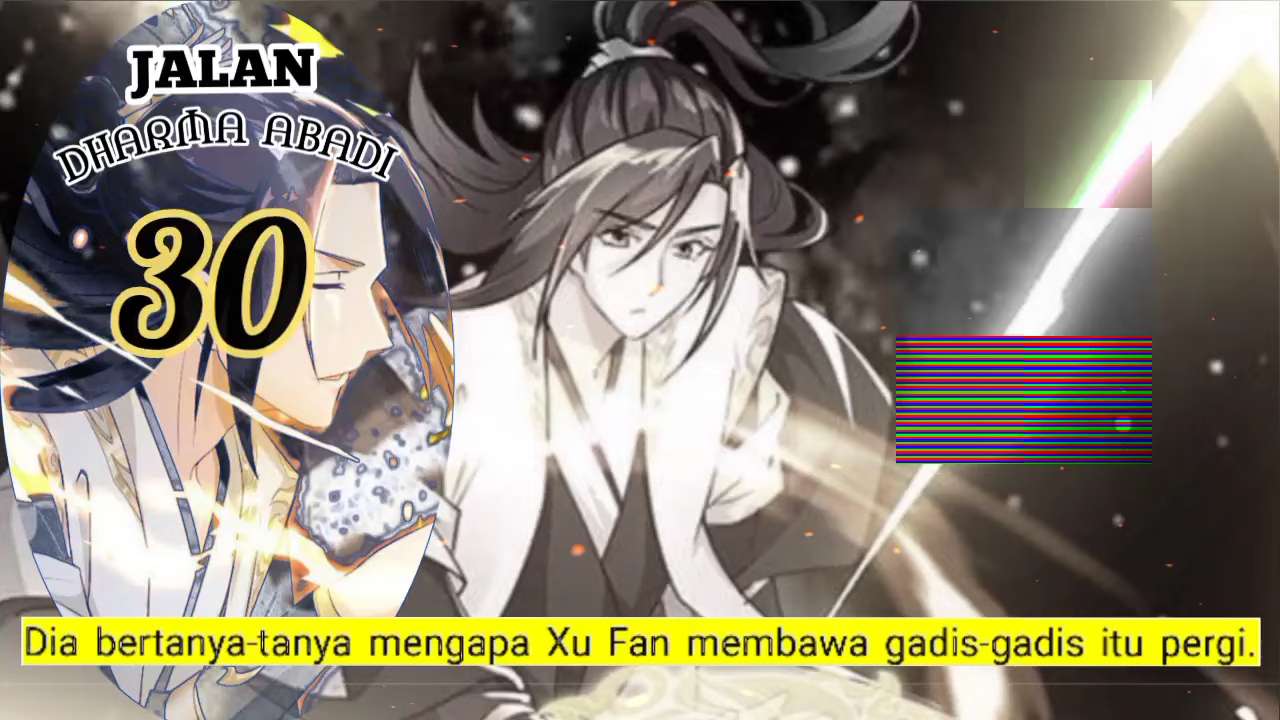 JALAN
DHARMA ABADI
30
Dia bertanya-tanya mengapa Xu Fan membawa gadis-gadis itu pergi.